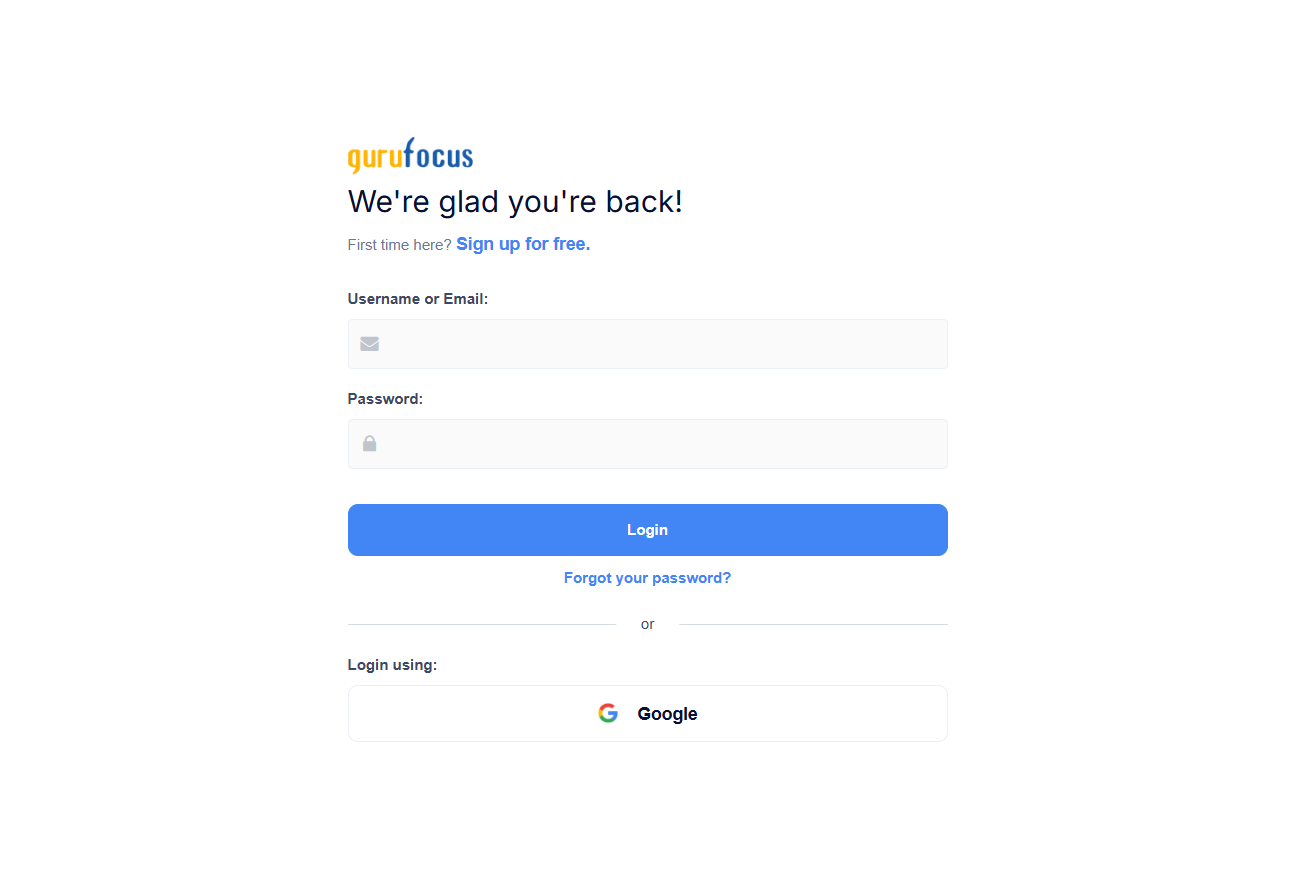 gurufocus
We're glad you're back!
First time here? Sign up for free.
Username or Email:
Password:
Login
Forgot your password?
or
Login using:
Google